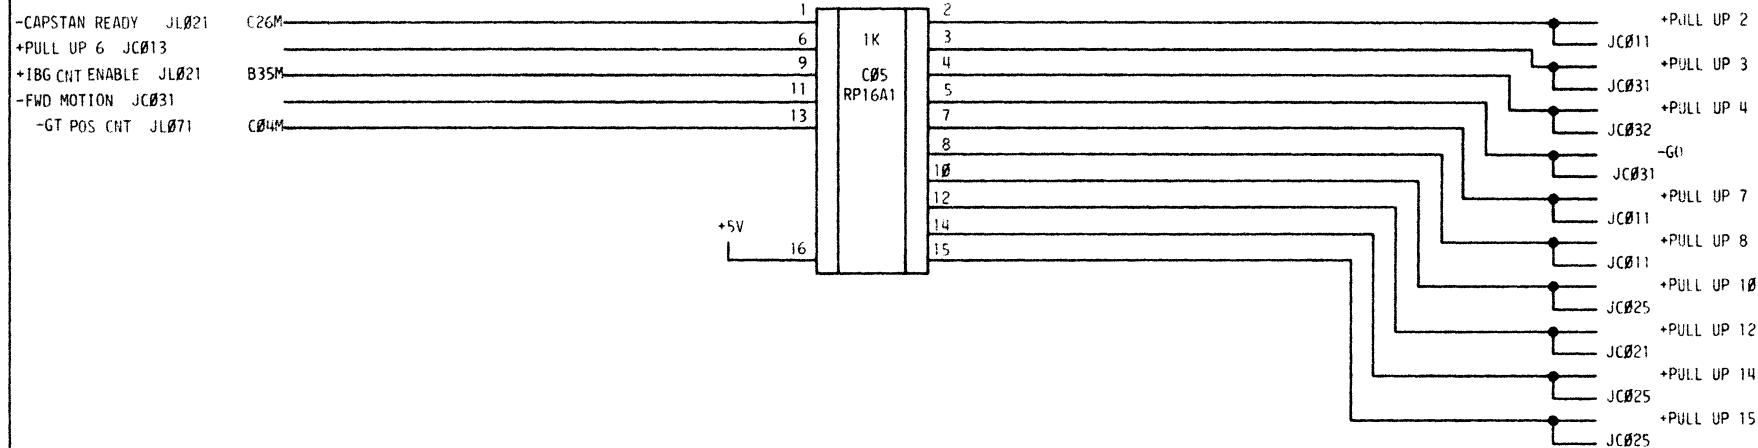 -CAPSTAN READY JLØ21 C26M
+PULL UP 6 JCØ13
+IBG CNT ENABLE JLØ21 B35M
-FWD MOTION JCØ31
-GT POS CNT JLØ71 CØ4M
1
6
9
11
13
+5V
16
1K
CØ5
RP16A1
2
3
4
5
7
8
1Ø
12
14
15
+PULL UP 2
JCØ11
+PULL UP 3
JCØ31
+PULL UP 4
JCØ32
-GO
JCØ31
+PULL UP 7
JCØ11
+PULL UP 8
JCØ11
+PULL UP 1Ø
JCØ25
+PULL UP 12
JCØ21
+PULL UP 14
JCØ25
+PULL UP 15
JCØ25